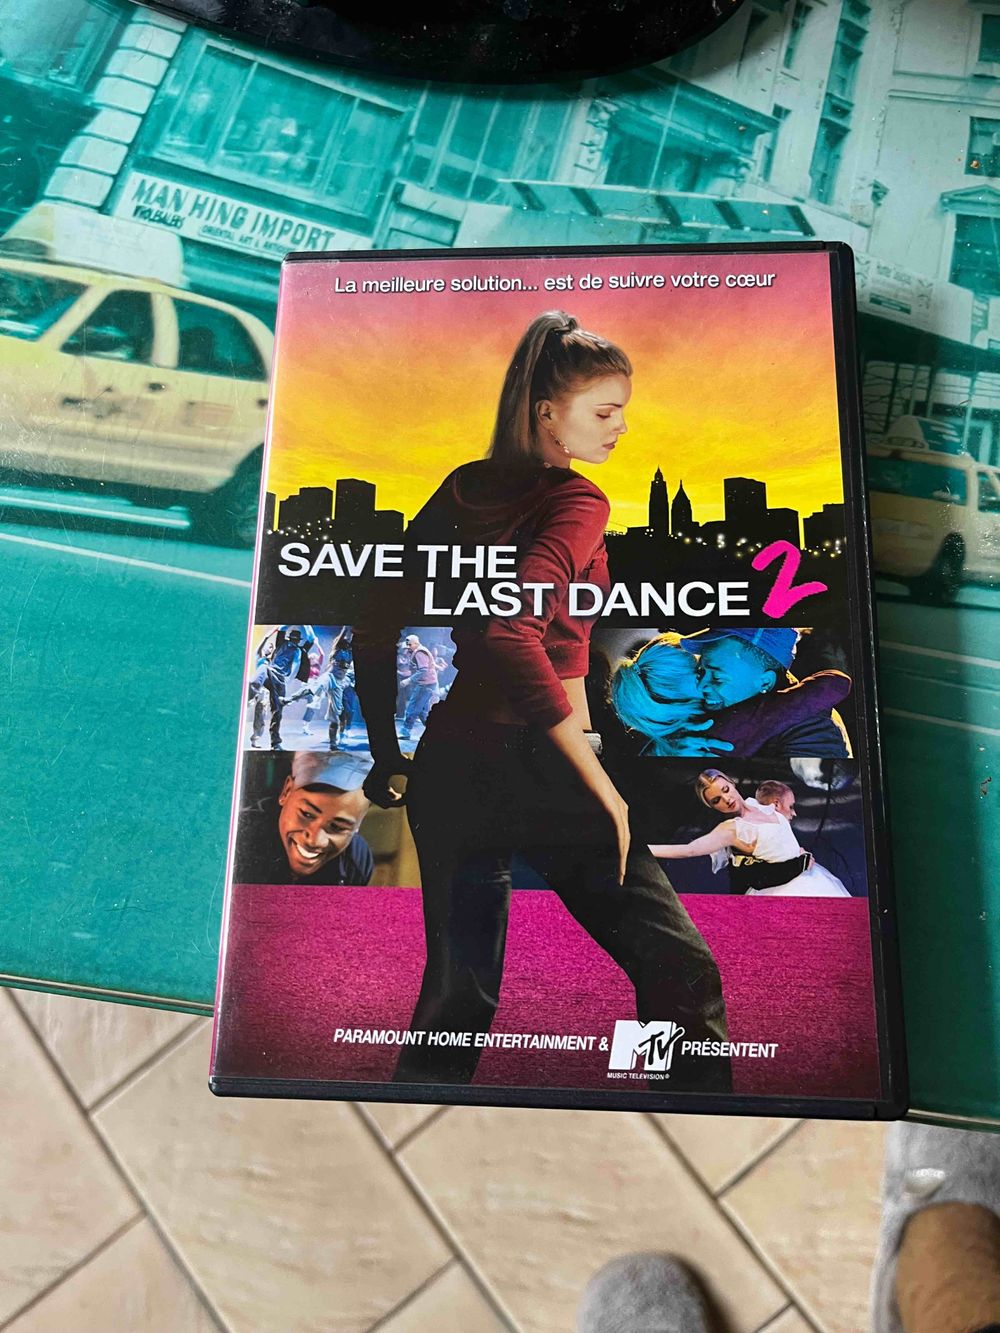 MAN HING IMPORT
La meilleure solution... est de suivre votre cœur
SAVE THE
LAST DANCE 2
PARAMOUNT HOME ENTERTAINMENT & MTV PRÉSENTENT
MUSIC TELEVISION®